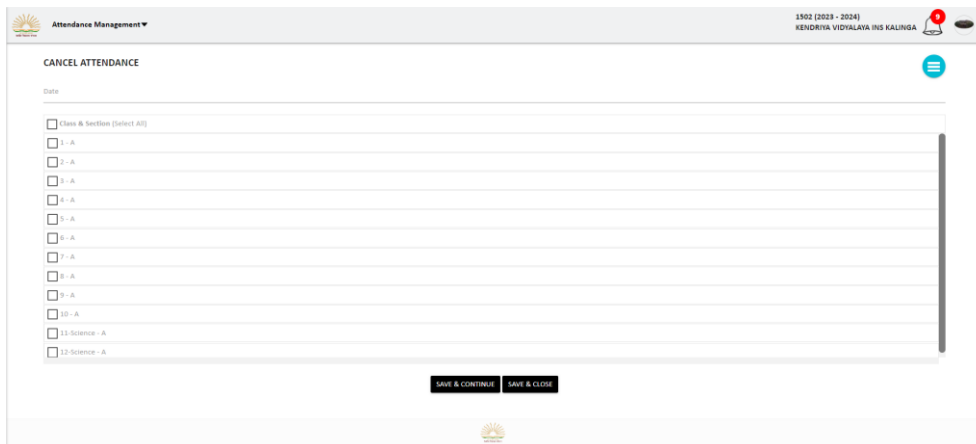 Attendance Management
1502 (2023 - 2024)
KENDRIYA VIDYALAYA INS KALINGA
9
CANCEL ATTENDANCE
Date
Class & Section (Select All)
1 - A
2 - A
3 - A
4 - A
5 - A
6 - A
7 - A
8 - A
9 - A
10 - A
11-Science - A
12-Science - A
SAVE & CONTINUE SAVE & CLOSE